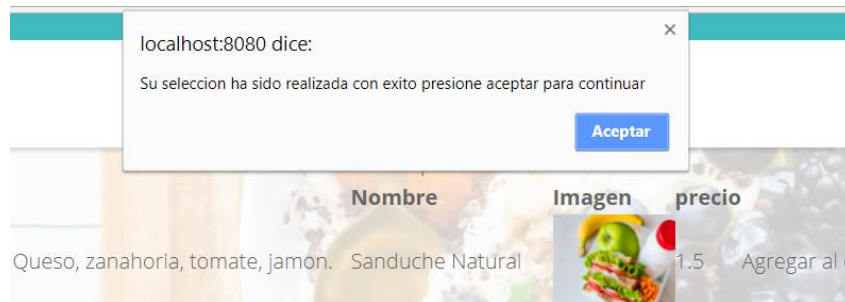 localhost:8080 dice:
Su seleccion ha sido realizada con exito presione aceptar para continuar
Aceptar
Nombre Imagen precio
Queso, zanahoria, tomate, jamon. Sanduche Natural 1.5 Agregar al